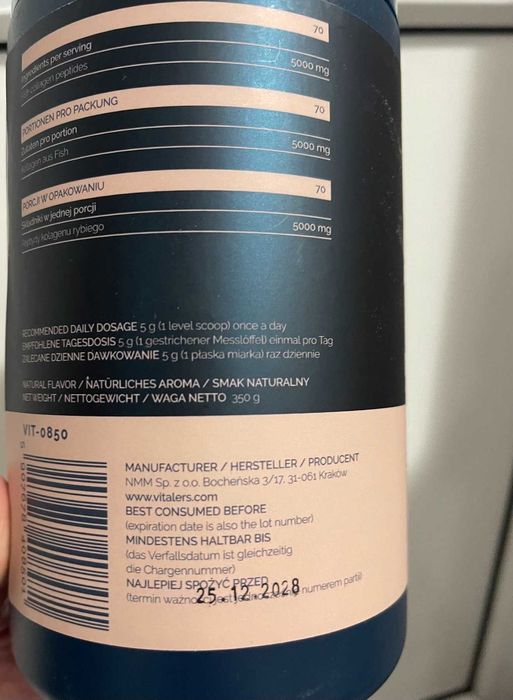 70
Ingredients per serving
collagen peptides 5000 mg
PORTIONEN PRO PACKUNG 70
Zutaten pro portion
Kollagen aus Fish 5000 mg
PORCJI W OPAKOWANIU 70
Składniki w jednej porcji
Peptydy kolagenu rybiego 5000 mg
RECOMMENDED DAILY DOSAGE 5 g (1 level scoop) once a day
EMPFOHLENE TAGESDOSIS 5 g (1 gestrichener Messlöffel) einmal pro Tag
ZALECANE DZIENNE DAWKOWANIE 5 g (1 płaska miarka) raz dziennie
NATURAL FLAVOR / NATÜRLICHES AROMA / SMAK NATURALNY
NET WEIGHT / NETTOGEWICHT / WAGA NETTO 350 g
VIT-0850
MANUFACTURER / HERSTELLER / PRODUCENT
NMM Sp. z o.o. Bocheńska 3/17, 31-061 Kraków
www.vitalers.com
BEST CONSUMED BEFORE
(expiration date is also the lot number)
MINDESTENS HALTBAR BIS
(das Verfallsdatum ist gleichzeitig
die Chargennummer)
NAJLEPIEJ SPOŻYĆ PRZED
25.12.2028
(termin ważności jest jednocześnie numerem partii)